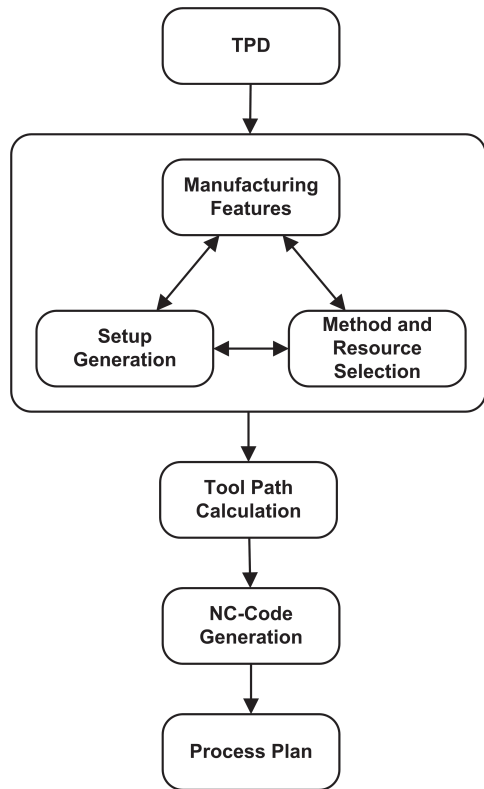 TPD
Manufacturing
Features
Setup
Generation
Method and
Resource
Selection
Tool Path
Calculation
NC-Code
Generation
Process Plan